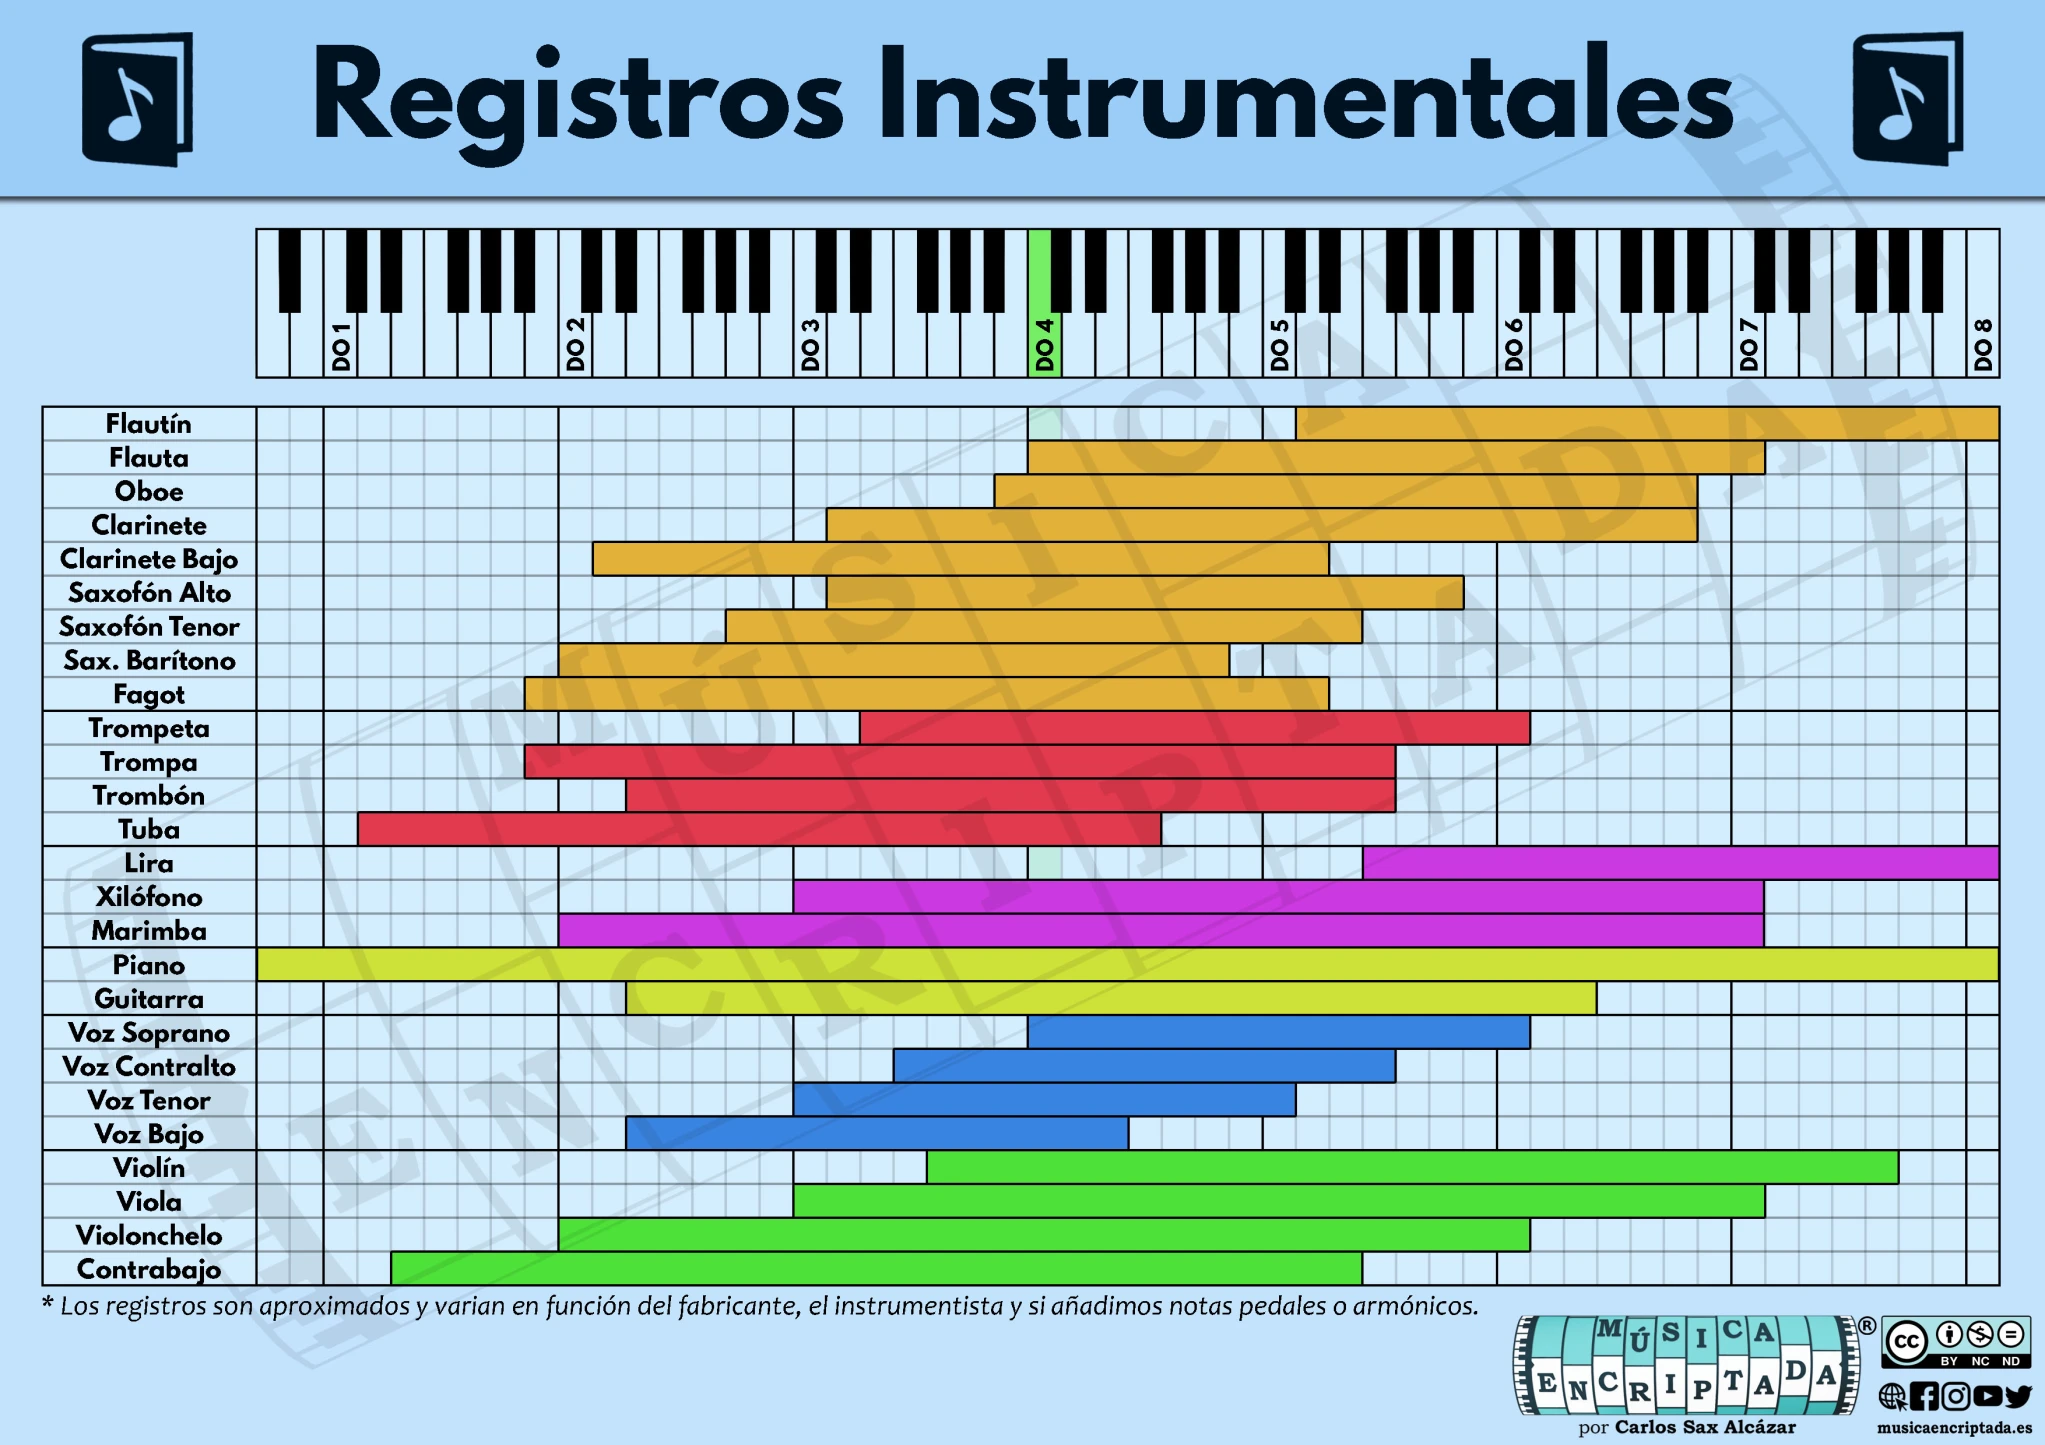 Registros Instrumentales
DO 1
DO 2
DO 3
DO 4
DO 5
DO 6
DO 7
DO 8
Flautín
Flauta
Oboe
Clarinete
Clarinete Bajo
Saxofón Alto
Saxofón Tenor
Sax. Barítono
Fagot
Trompeta
Trompa
Trombón
Tuba
Lira
Xilófono
Marimba
Piano
Guitarra
Voz Soprano
Voz Contralto
Voz Tenor
Voz Bajo
Violín
Viola
Violonchelo
Contrabajo
MÚSICA
ENCRIPTADA
* Los registros son aproximados y varian en función del fabricante, el instrumentista y si añadimos notas pedales o armónicos.
MÚSICA ®
ENCRIPTADA
por Carlos Sax Alcázar
cc
BY NC ND
musicaencriptada.es